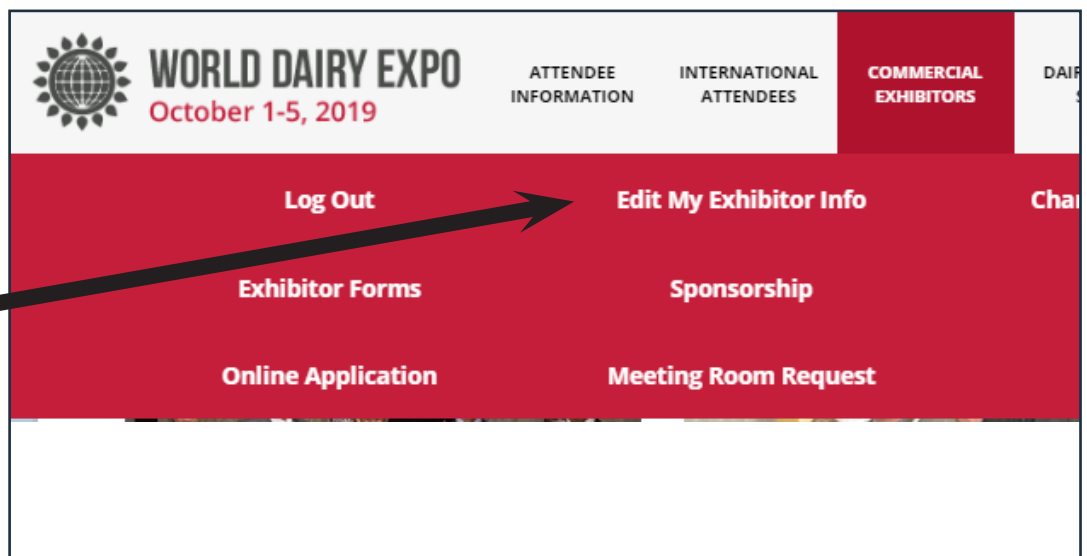 WORLD DAIRY EXPO
October 1-5, 2019
ATTENDEE
INFORMATION
INTERNATIONAL
ATTENDEES
COMMERCIAL
EXHIBITORS
Log Out
Edit My Exhibitor Info
Exhibitor Forms
Sponsorship
Online Application
Meeting Room Request